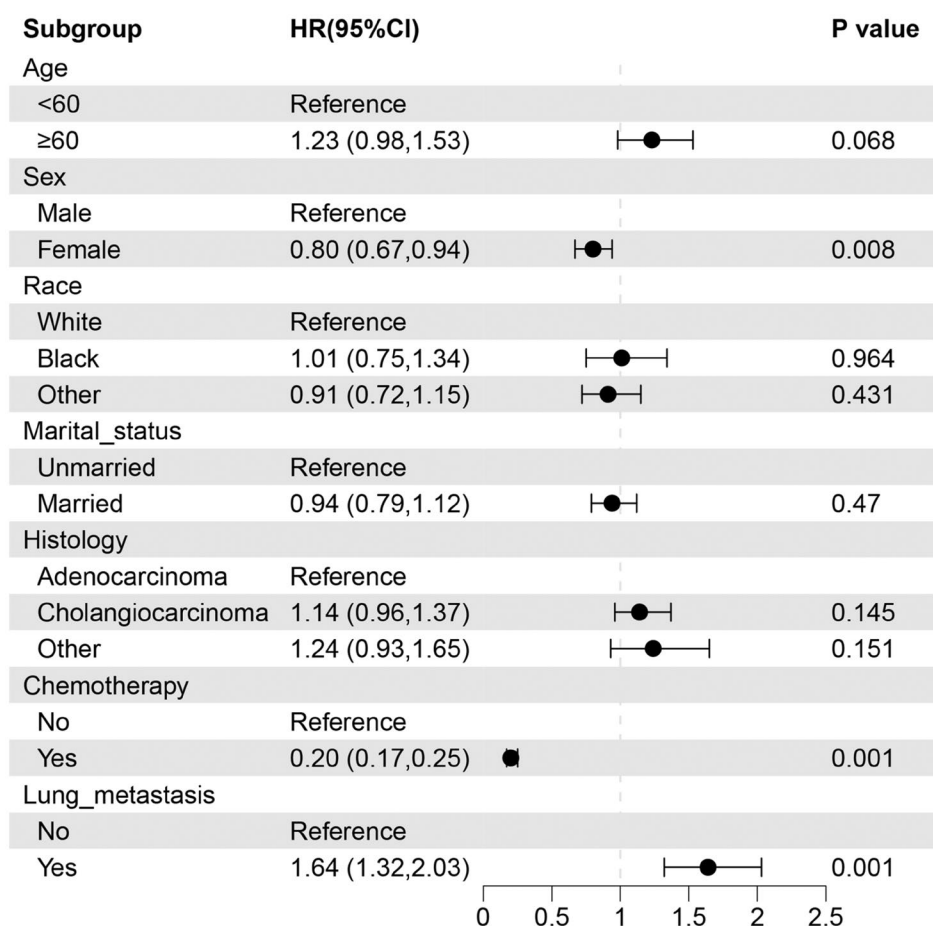 Subgroup HR(95%CI) P value
Age
<60 Reference
≥60 1.23 (0.98,1.53) 0.068
Sex
Male Reference
Female 0.80 (0.67,0.94) 0.008
Race
White Reference
Black 1.01 (0.75,1.34) 0.964
Other 0.91 (0.72,1.15) 0.431
Marital_status
Unmarried Reference
Married 0.94 (0.79,1.12) 0.47
Histology
Adenocarcinoma Reference
Cholangiocarcinoma 1.14 (0.96,1.37) 0.145
Other 1.24 (0.93,1.65) 0.151
Chemotherapy
No Reference
Yes 0.20 (0.17,0.25) 0.001
Lung_metastasis
No Reference
Yes 1.64 (1.32,2.03) 0.001
0 0.5 1 1.5 2 2.5